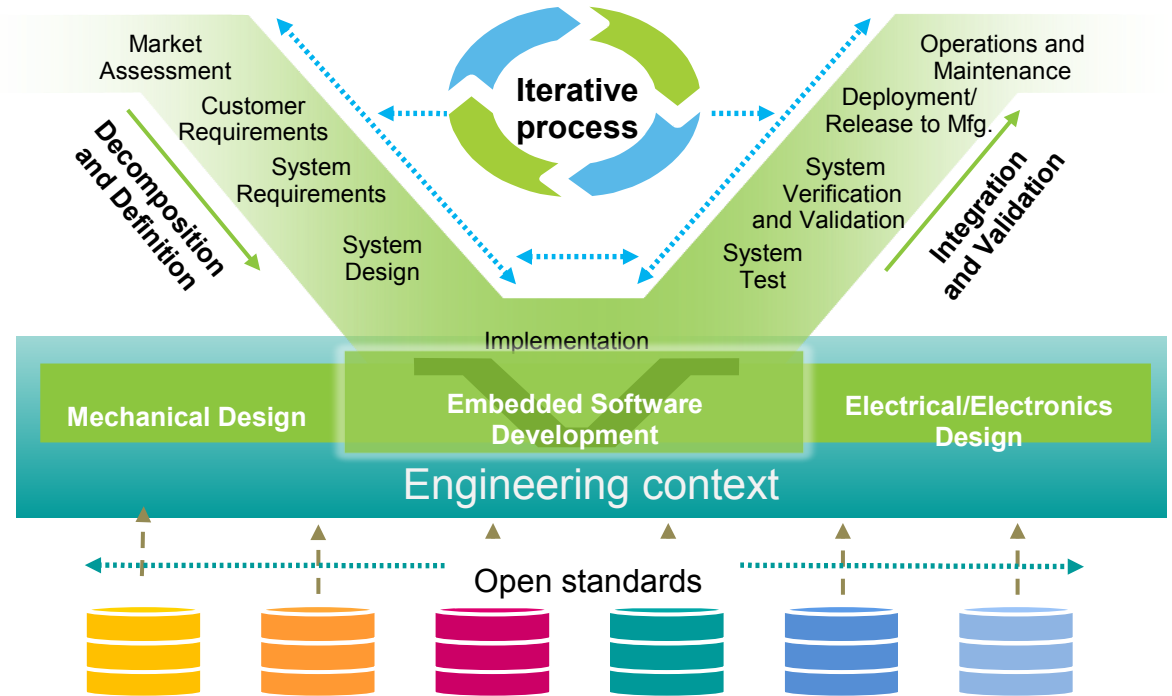 Market
Assessment
Customer
Requirements
System
Requirements
System
Design
Decomposition
and Definition
Iterative
process
Operations and
Maintenance
Deployment/
Release to Mfg.
System
Verification
and Validation
System
Test
Integration
and Validation
Implementation
Mechanical Design
Embedded Software
Development
Electrical/Electronics
Design
Engineering context
Open standards